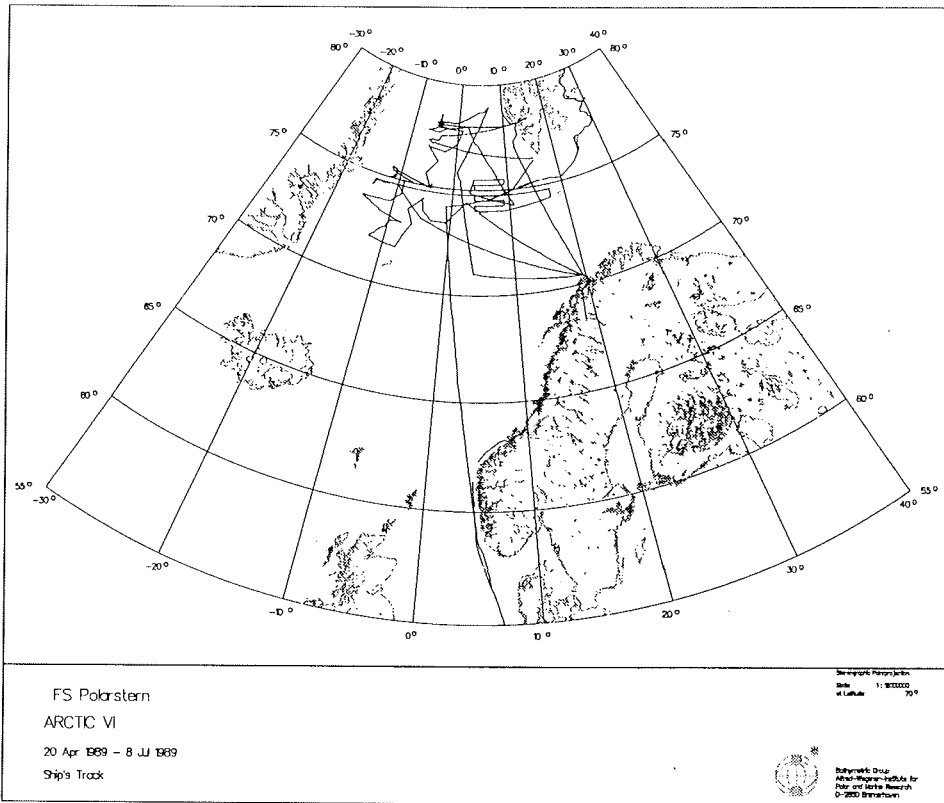 -30° -20° -10° 0° 10° 20° 30° 40°
80° 80°
75° 75°
70° 70°
65° 65°
60° 60°
55° 55°
-30° 40°
-20° 30°
-10° 20°
0° 10°
FS Polarstern
ARCTIC VI
20 Apr 1989 - 8 Jul 1989
Ship's Track
Stereographic Polarprojection
Scale 1:
at Latitude 70°
Bathymetric Group
Alfred-Wegener-Institute for
Polar and Marine Research
D-2850 Bremerhaven